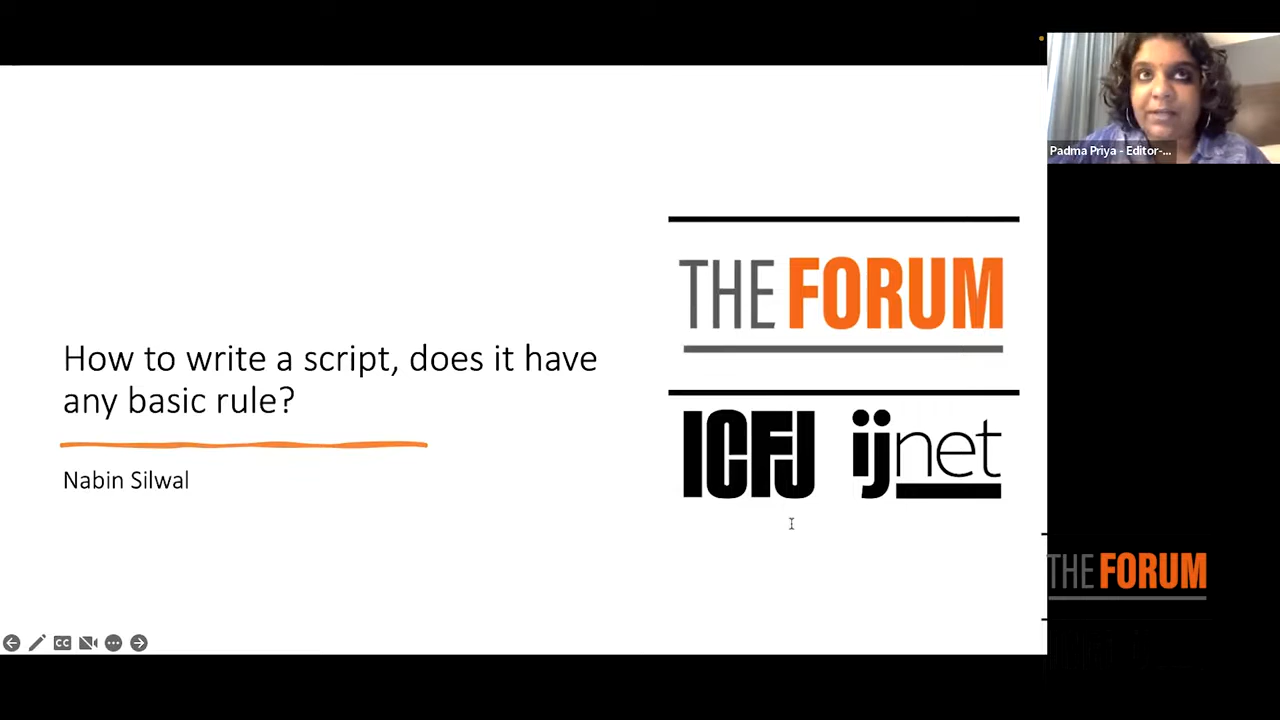 How to write a script, does it have
any basic rule?
Nabin Silwal
THE FORUM
ICFJ ijnet
CC
Padma Priya - Editor-...
THE FORUM